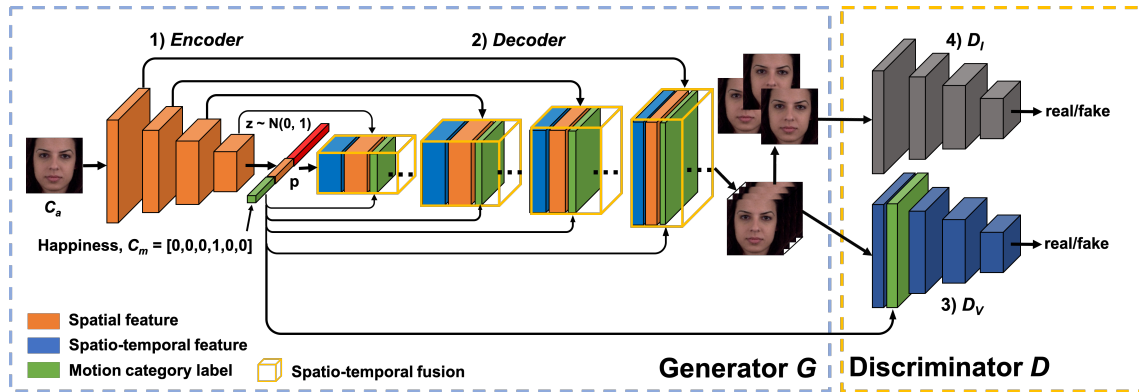 1) Encoder
2) Decoder
4) D_I
z ~ N(0, 1)
real/fake
p
C_a
Happiness, C_m = [0,0,0,1,0,0]
real/fake
3) D_V
Spatial feature
Spatio-temporal feature
Motion category label
Spatio-temporal fusion
Generator G
Discriminator D